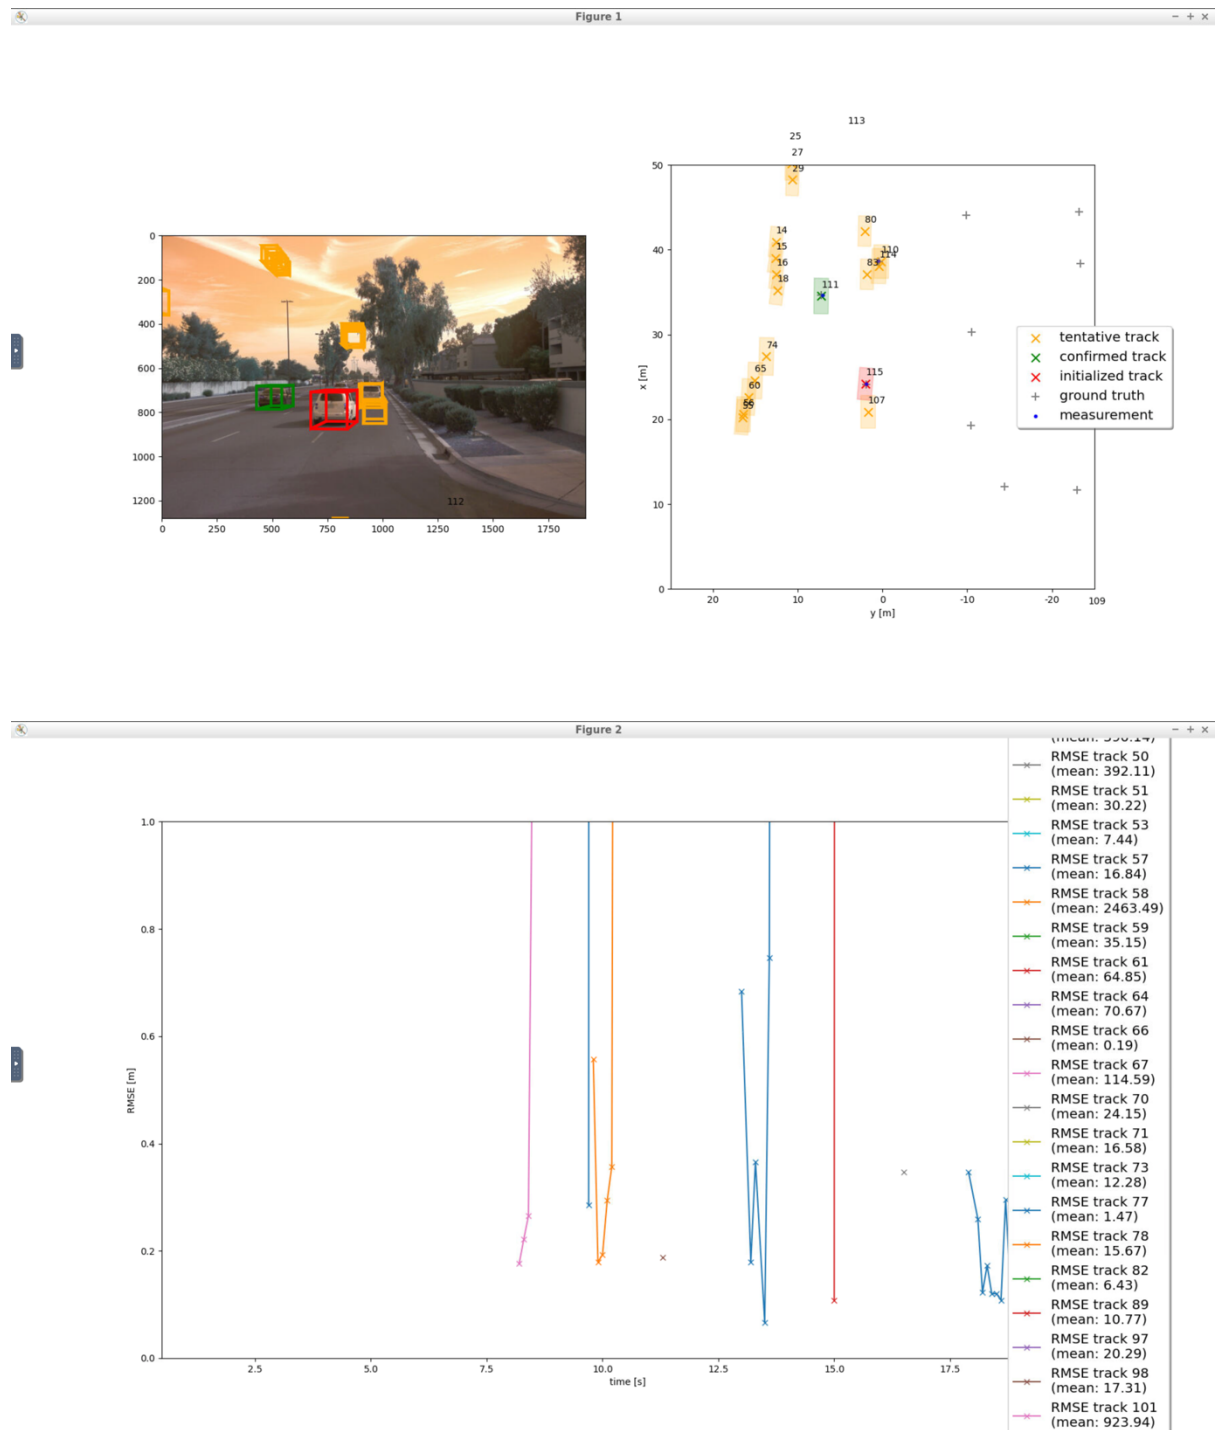 Figure 1
113
25
27
50
29
0
200
400
600
800
1000
1200
112
0
250
500
750
1000
1250
1500
1750
x [m]
40
30
20
10
0
14
15
16
18
80
110
114
83
111
74
65
60
55
115
107
tentative track
confirmed track
initialized track
ground truth
measurement
20
10
0
-10
-20
109
y [m]
Figure 2
RMSE track 50
(mean: 392.11)
RMSE track 51
(mean: 30.22)
RMSE track 53
(mean: 7.44)
RMSE track 57
(mean: 16.84)
RMSE track 58
(mean: 2463.49)
RMSE track 59
(mean: 35.15)
RMSE track 61
(mean: 64.85)
RMSE track 64
(mean: 70.67)
RMSE track 66
(mean: 0.19)
RMSE track 67
(mean: 114.59)
RMSE track 70
(mean: 24.15)
RMSE track 71
(mean: 16.58)
RMSE track 73
(mean: 12.28)
RMSE track 77
(mean: 1.47)
RMSE track 78
(mean: 15.67)
RMSE track 82
(mean: 6.43)
RMSE track 89
(mean: 10.77)
RMSE track 97
(mean: 20.29)
RMSE track 98
(mean: 17.31)
RMSE track 101
(mean: 923.94)
1.0
0.8
0.6
0.4
0.2
0.0
RMSE [m]
2.5
5.0
7.5
10.0
12.5
15.0
17.5
time [s]